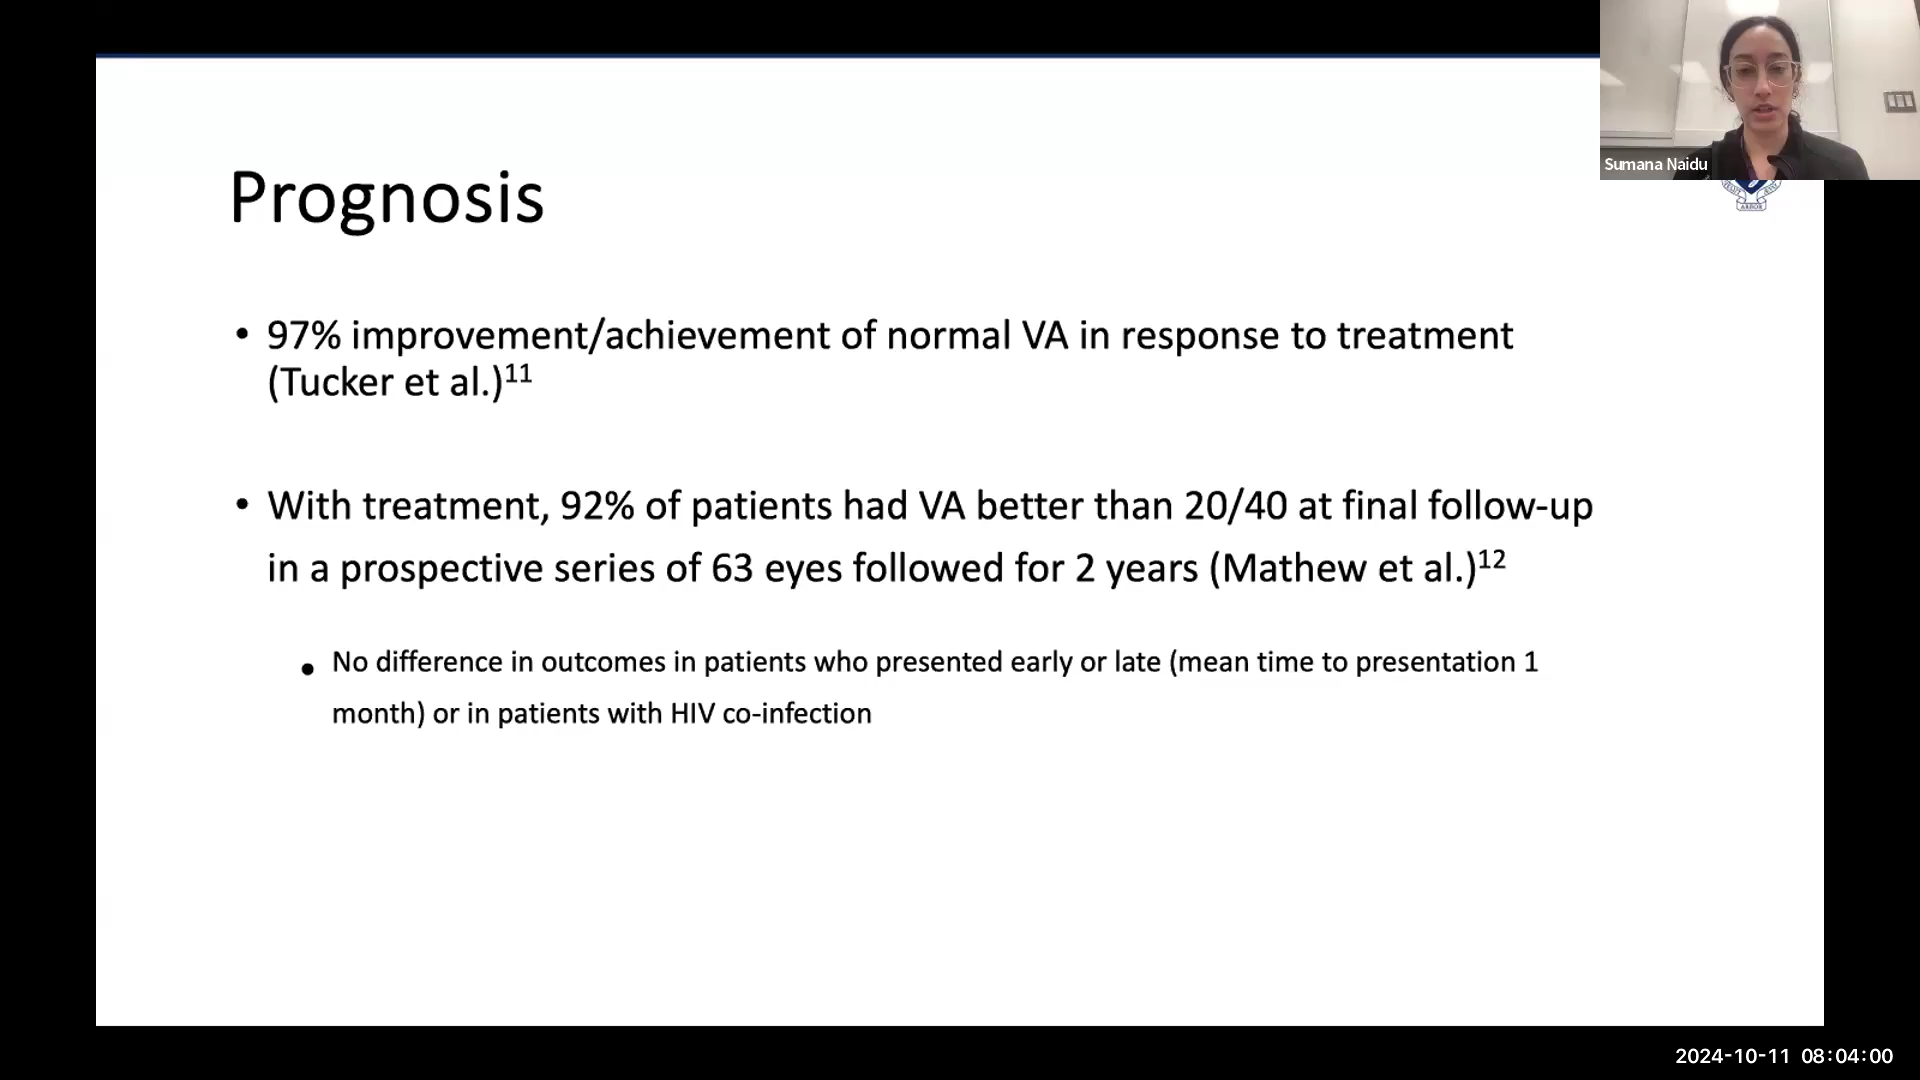 Sumana Naidu
ARBOR
Prognosis
• 97% improvement/achievement of normal VA in response to treatment
(Tucker et al.)¹¹
• With treatment, 92% of patients had VA better than 20/40 at final follow-up
in a prospective series of 63 eyes followed for 2 years (Mathew et al.)¹²
• No difference in outcomes in patients who presented early or late (mean time to presentation 1
month) or in patients with HIV co-infection
2024-10-11 08:04:00